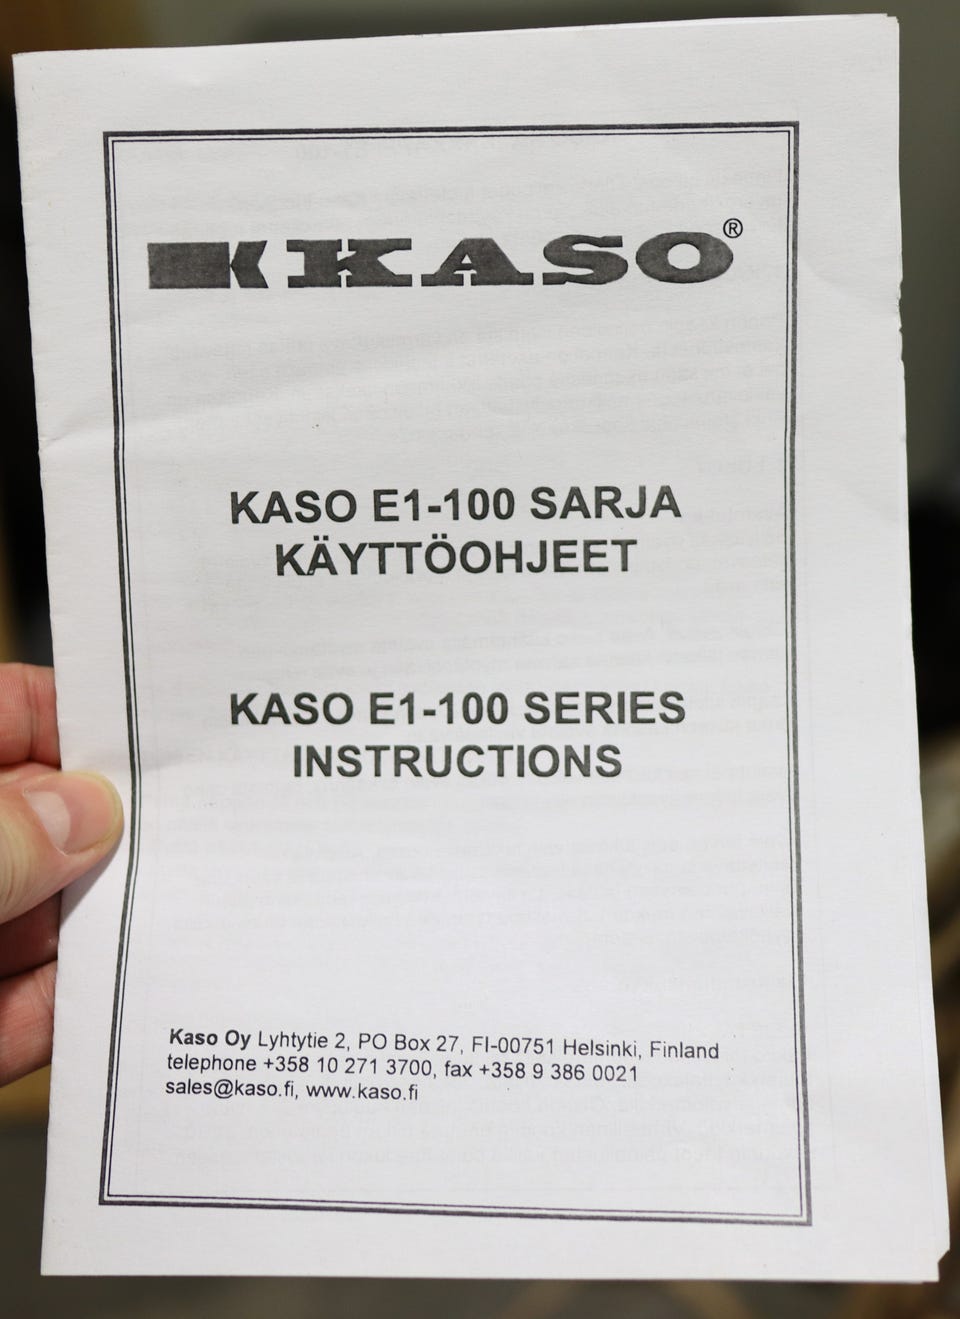 KASO®
KASO E1-100 SARJA
KÄYTTÖOHJEET
KASO E1-100 SERIES
INSTRUCTIONS
Kaso Oy Lyhtytie 2, PO Box 27, FI-00751 Helsinki, Finland
telephone +358 10 271 3700, fax +358 9 386 0021
sales@kaso.fi, www.kaso.fi